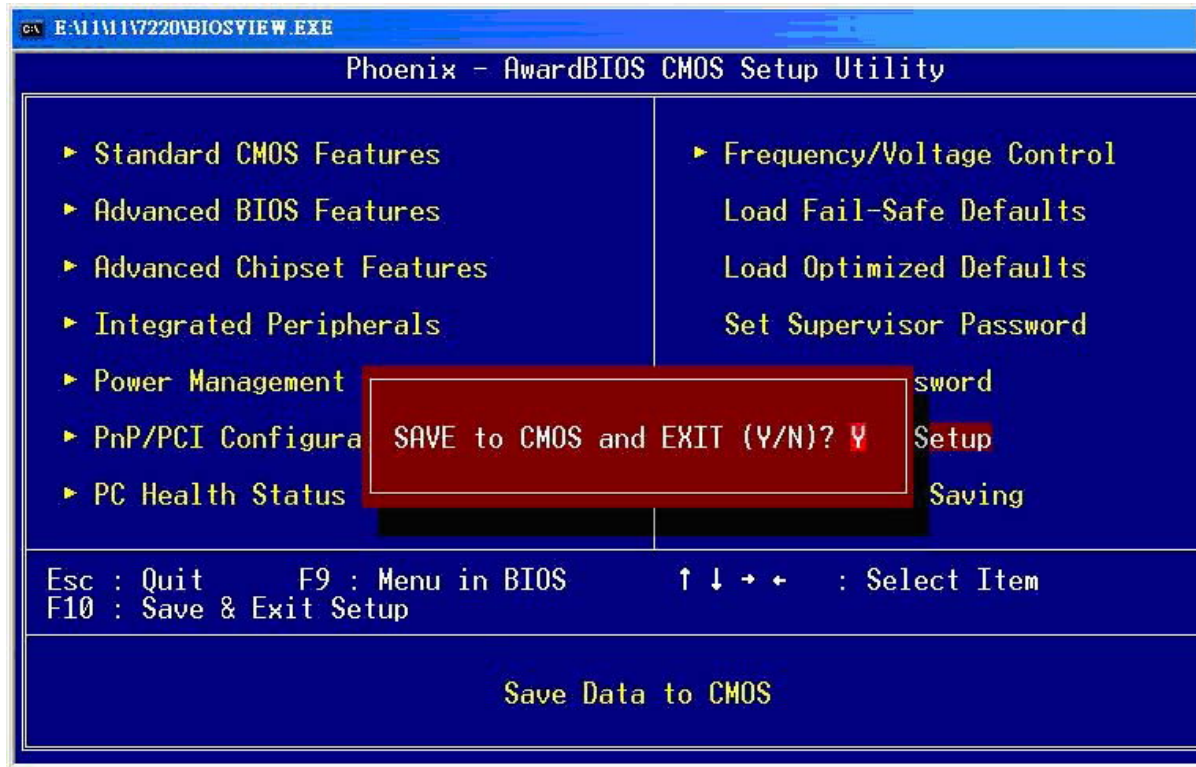 E:\11\11\7220\BIOSVIEW.EXE
Phoenix - AwardBIOS CMOS Setup Utility
► Standard CMOS Features
► Advanced BIOS Features
► Advanced Chipset Features
► Integrated Peripherals
► Power Management
► PnP/PCI Configura
► PC Health Status
► Frequency/Voltage Control
Load Fail-Safe Defaults
Load Optimized Defaults
Set Supervisor Password
sword
Setup
Saving
SAVE to CMOS and EXIT (Y/N)? Y
Esc : Quit F9 : Menu in BIOS ↑ ↓ → ← : Select Item
F10 : Save & Exit Setup
Save Data to CMOS